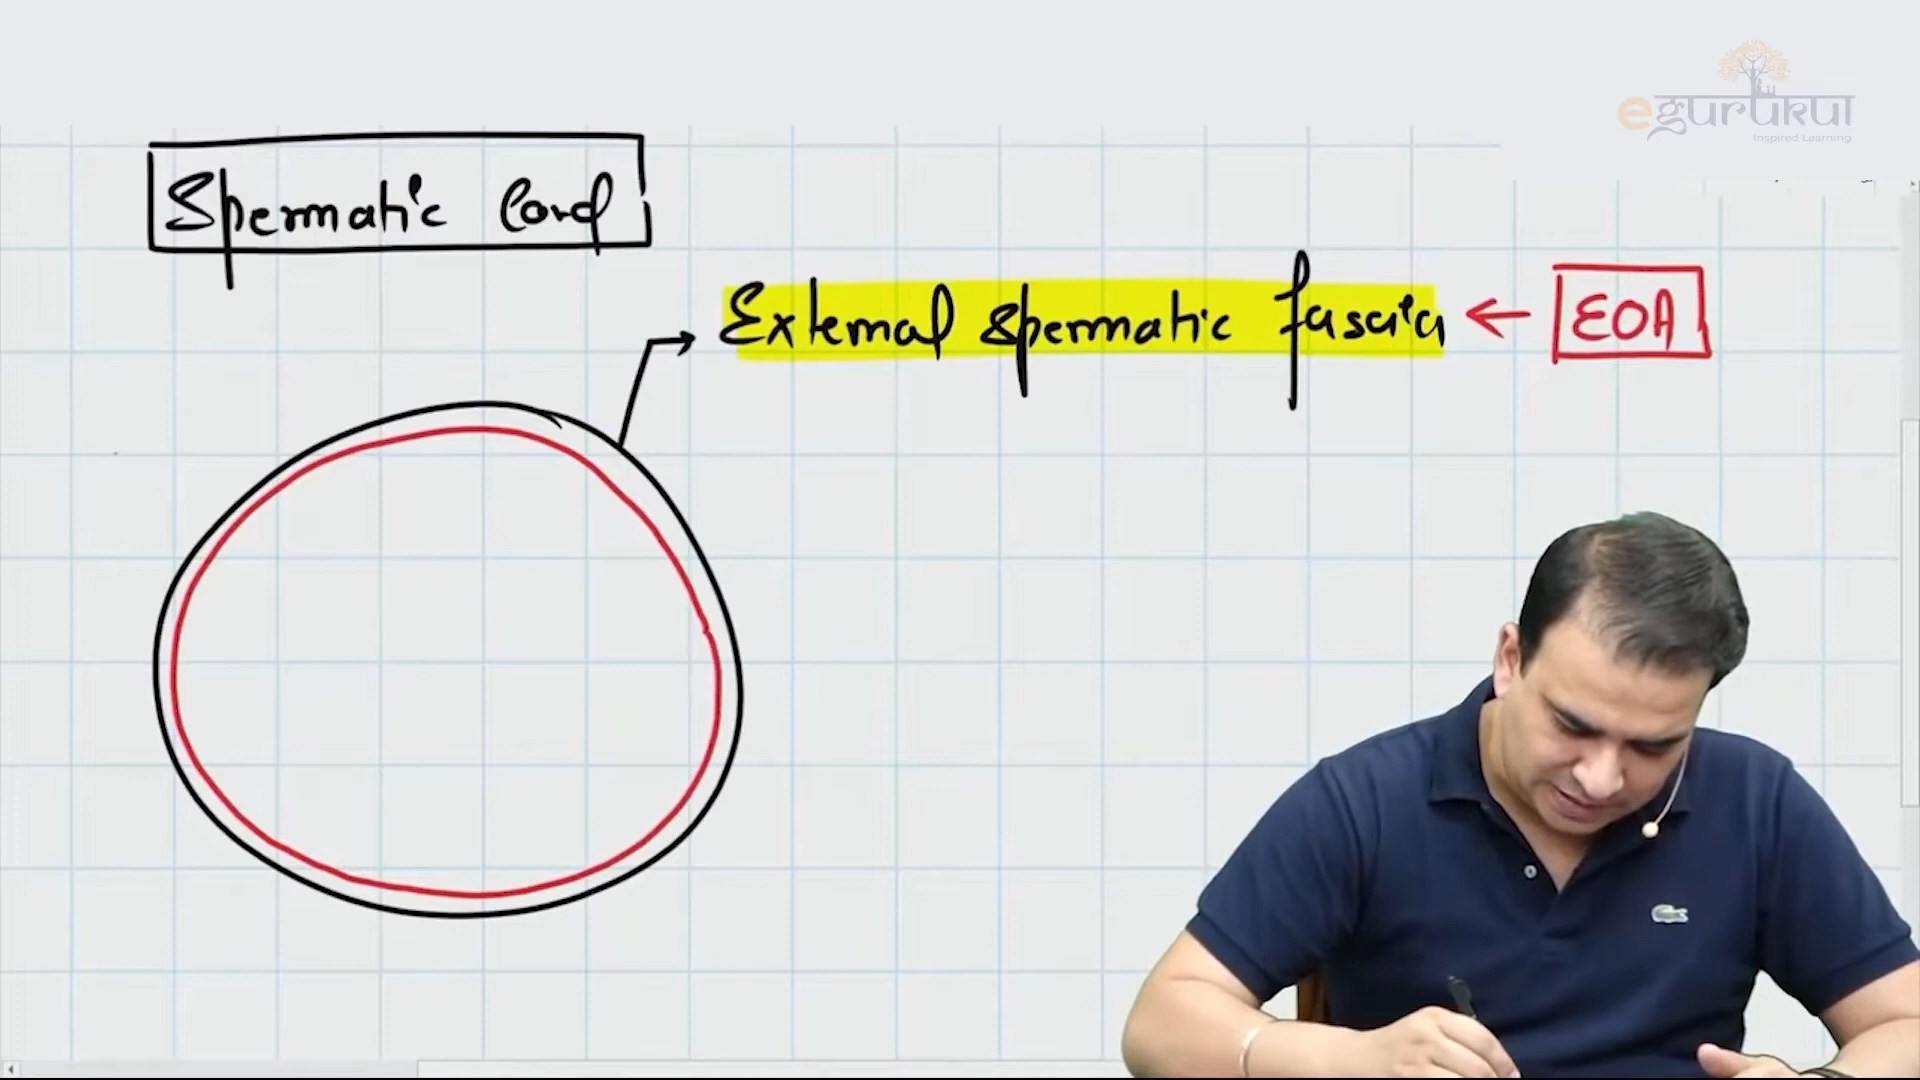 egurukul
Inspired Learning
Spermatic Cord
External spermatic fascia ← EOA